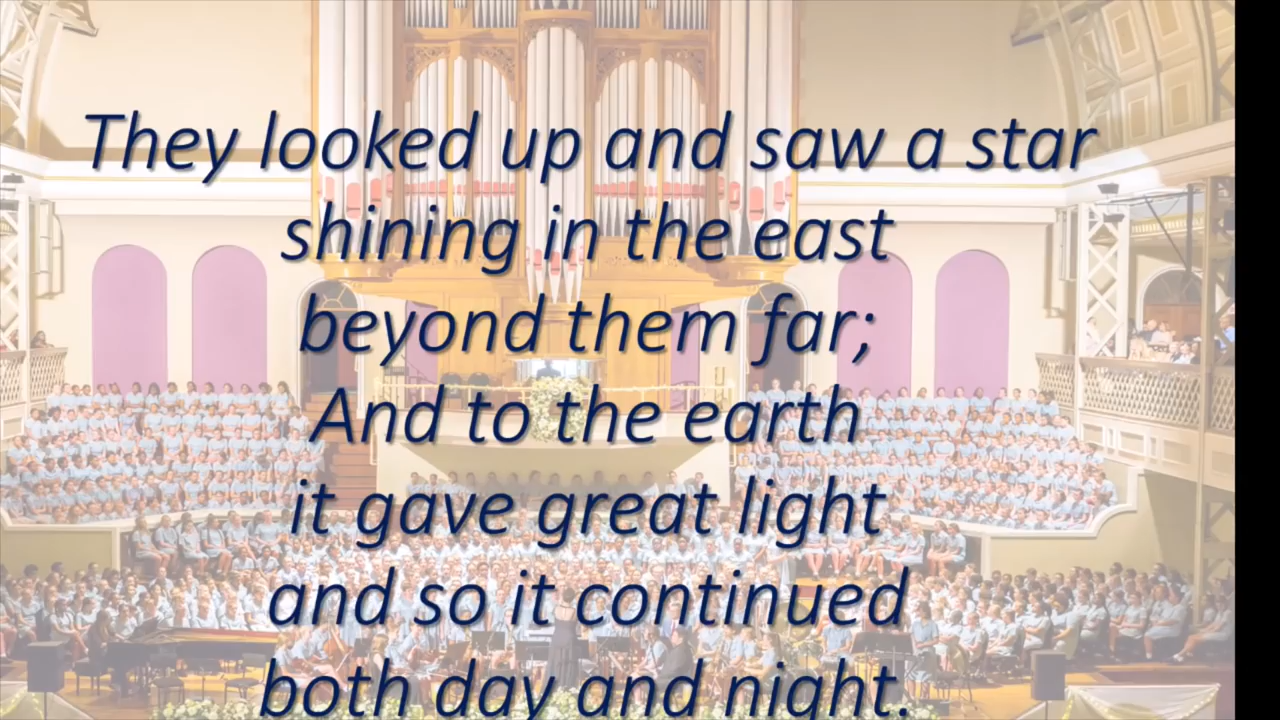 They looked up and saw a star
shining in the east
beyond them far;
And to the earth
it gave great light
and so it continued
both day and night.